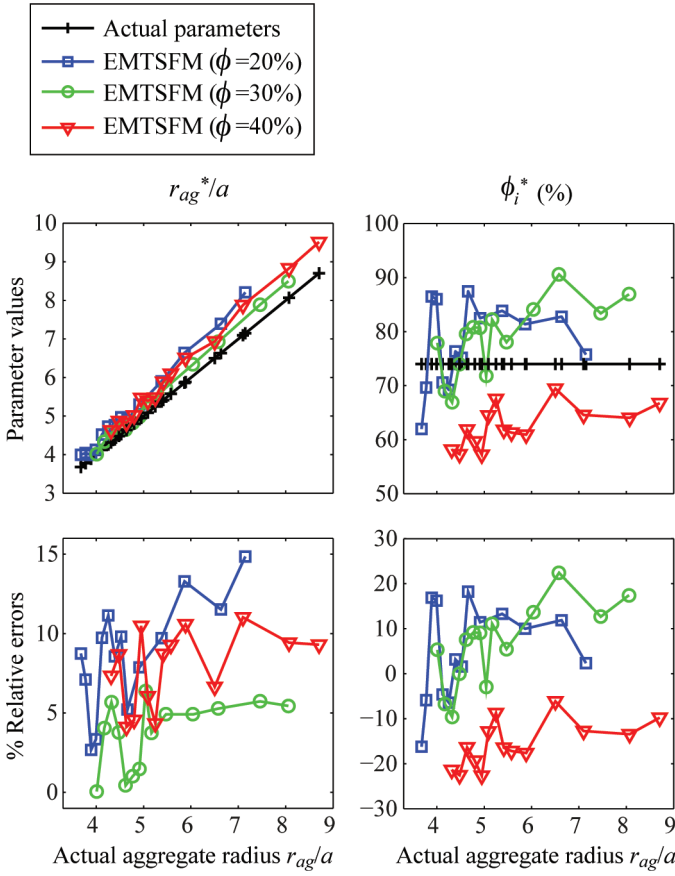 Actual parameters
EMTSFM (ϕ=20%)
EMTSFM (ϕ=30%)
EMTSFM (ϕ=40%)
r_ag*/a
ϕ_i* (%)
Parameter values
10
9
8
7
6
5
4
3
100
90
80
70
60
50
% Relative errors
15
10
5
0
4 5 6 7 8 9
Actual aggregate radius r_ag/a
30
20
10
0
−10
−20
−30
4 5 6 7 8 9
Actual aggregate radius r_ag/a